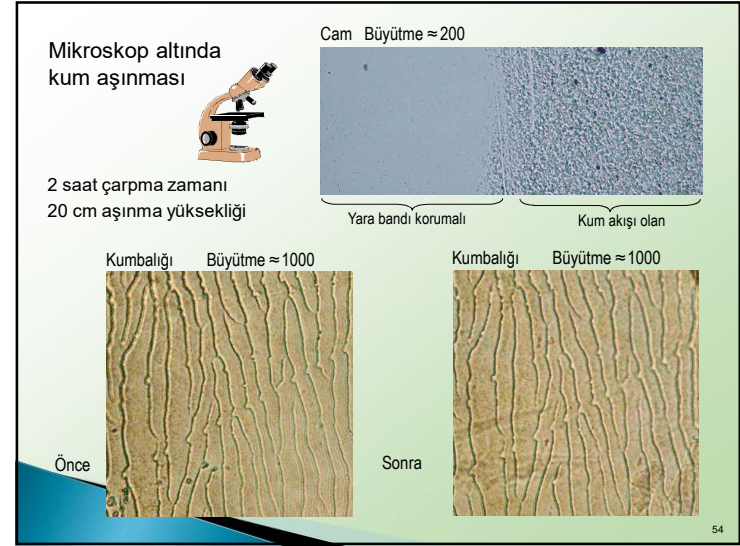 Mikroskop altında
kum aşınması
Cam Büyütme ≈ 200
2 saat çarpma zamanı
20 cm aşınma yüksekliği
Yara bandı korumalı
Kum akışı olan
Kumbalığı Büyütme ≈ 1000
Kumbalığı Büyütme ≈ 1000
Önce
Sonra
54